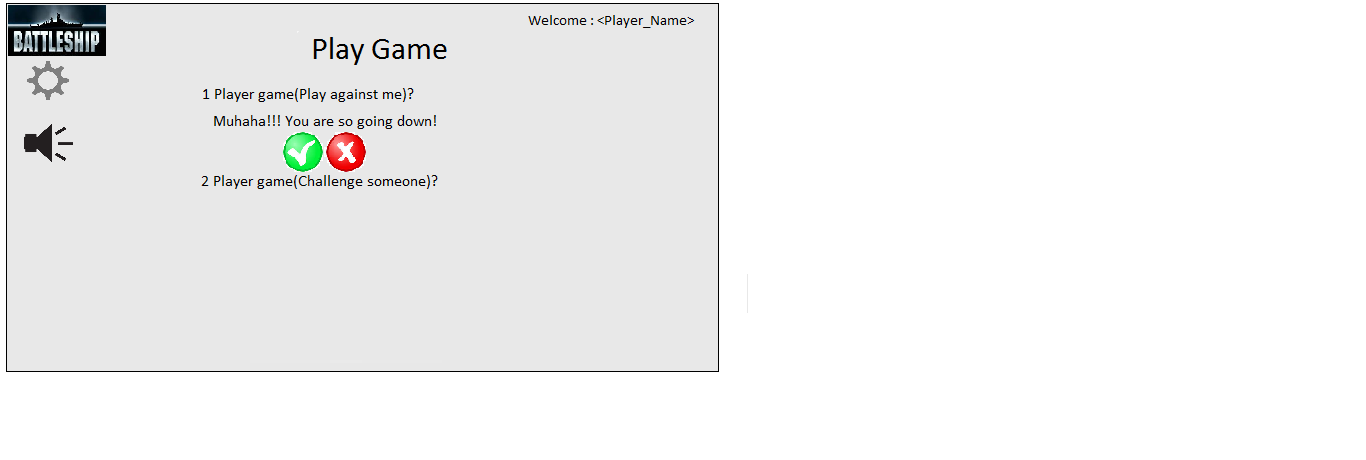 BATTLESHIP
Welcome : <Player_Name>
Play Game
1 Player game(Play against me)?
Muhaha!!! You are so going down!
2 Player game(Challenge someone)?